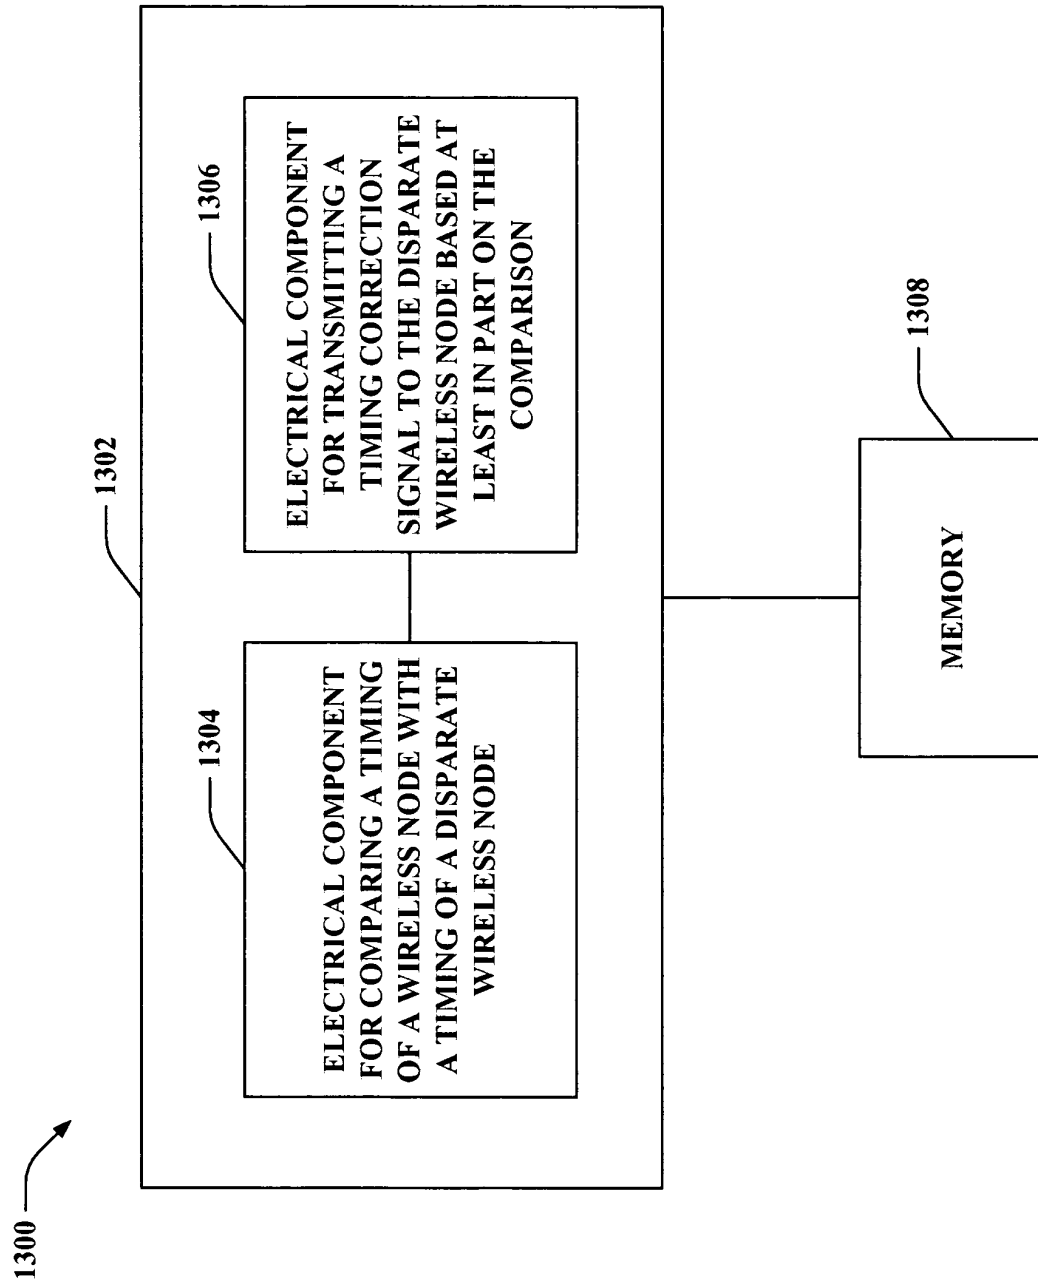 1300
1302
1304
ELECTRICAL COMPONENT
FOR COMPARING A TIMING
OF A WIRELESS NODE WITH
A TIMING OF A DISPARATE
WIRELESS NODE
1306
ELECTRICAL COMPONENT
FOR TRANSMITTING A
TIMING CORRECTION
SIGNAL TO THE DISPARATE
WIRELESS NODE BASED AT
LEAST IN PART ON THE
COMPARISON
1308
MEMORY